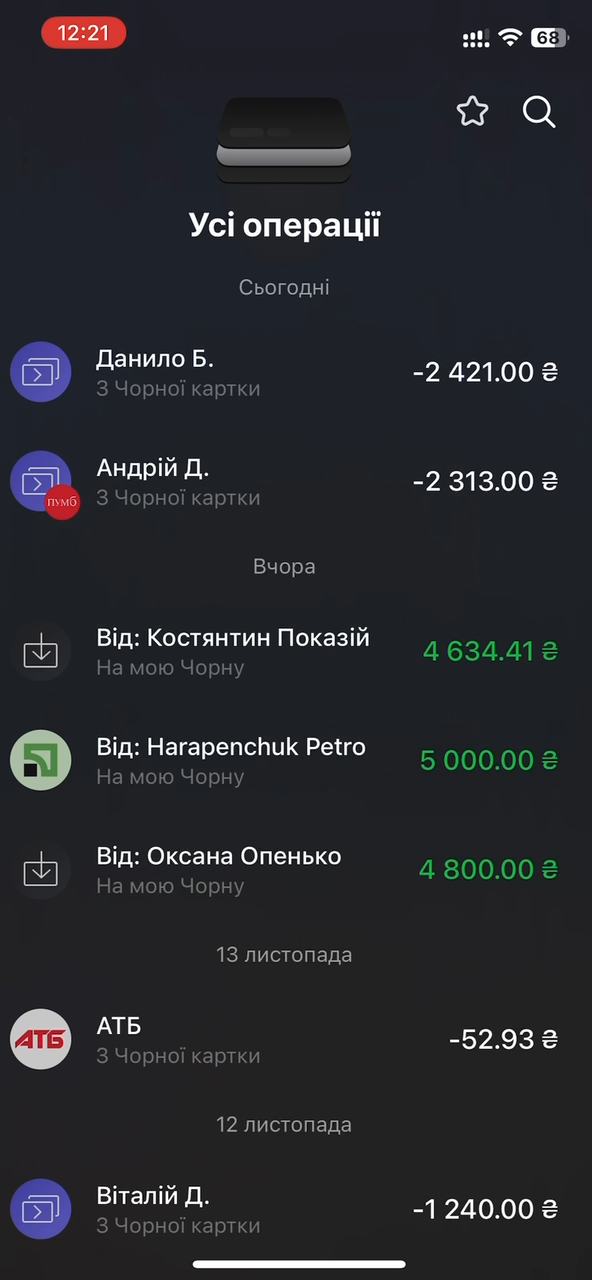 12:21
68
Усі операції
Сьогодні
Данило Б.
-2 421.00 ₴
З Чорної картки
Андрій Д.
-2 313.00 ₴
З Чорної картки
ПУМБ
Вчора
Від: Костянтин Показій
4 634.41 ₴
На мою Чорну
Від: Harapenchuk Petro
5 000.00 ₴
На мою Чорну
Від: Оксана Опенько
4 800.00 ₴
На мою Чорну
13 листопада
АТБ
АТБ
-52.93 ₴
З Чорної картки
12 листопада
Віталій Д.
-1 240.00 ₴
З Чорної картки